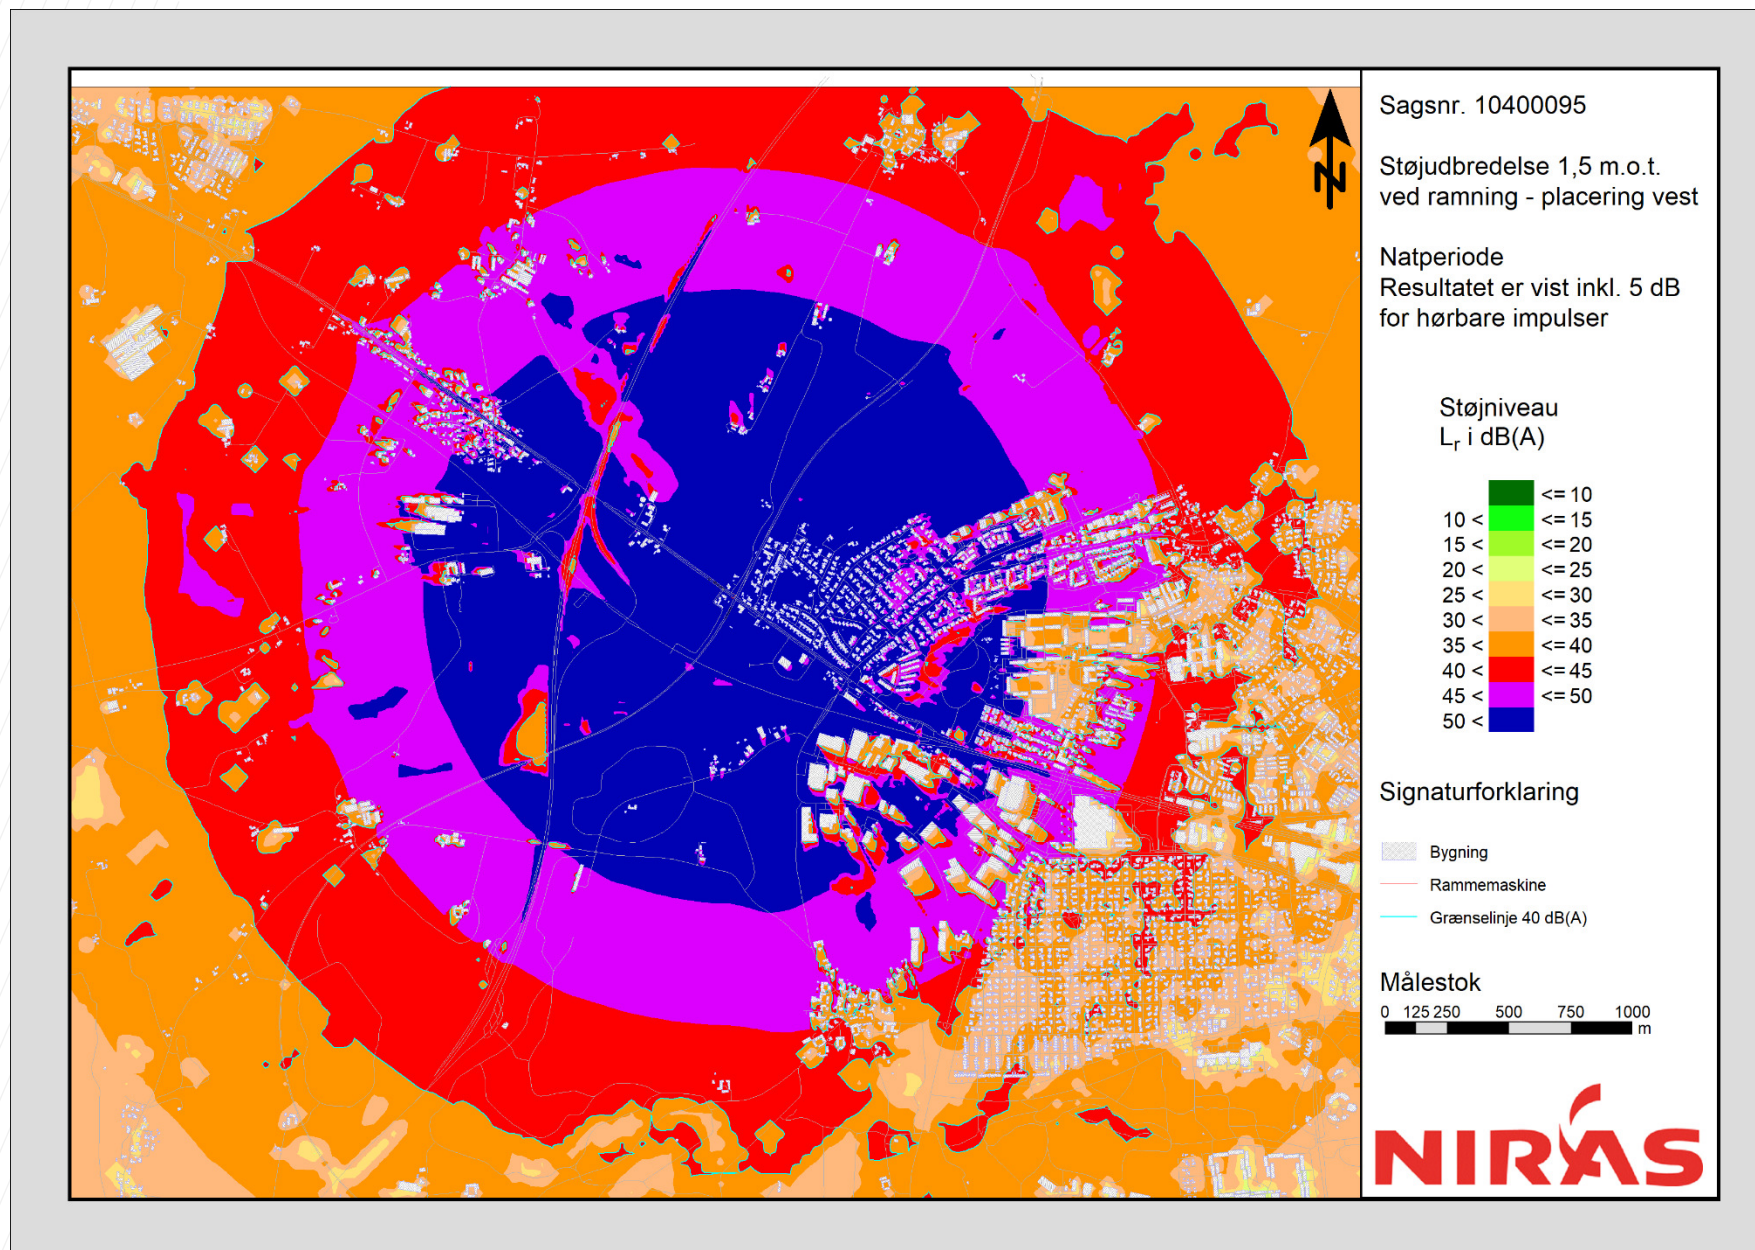 Sagsnr. 10400095
Støjudbredelse 1,5 m.o.t.
ved ramning - placering vest
Natperiode
Resultatet er vist inkl. 5 dB
for hørbare impulser
Støjniveau
Lr i dB(A)
<= 10
10 < <= 15
15 < <= 20
20 < <= 25
25 < <= 30
30 < <= 35
35 < <= 40
40 < <= 45
45 < <= 50
50 <
Signaturforklaring
Bygning
Rammemaskine
Grænselinje 40 dB(A)
Målestok
0 125 250 500 750 1000
m
NIRAS
N